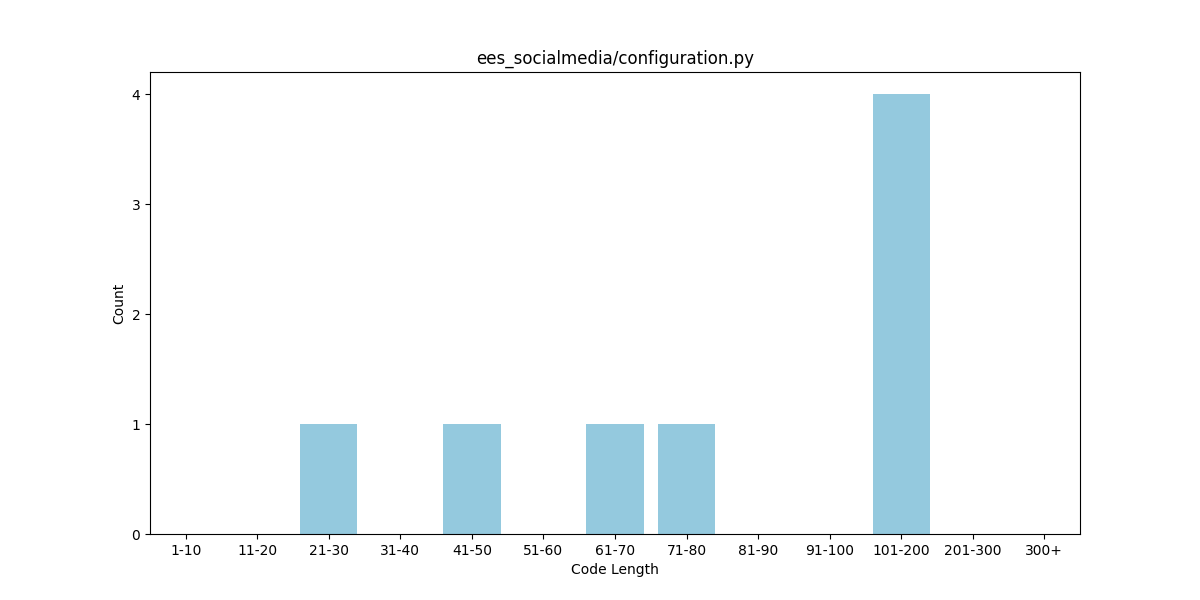 ees_socialmedia/configuration.py
4
3
2
1
0
Count
1-10 11-20 21-30 31-40 41-50 51-60 61-70 71-80 81-90 91-100 101-200 201-300 300+
Code Length